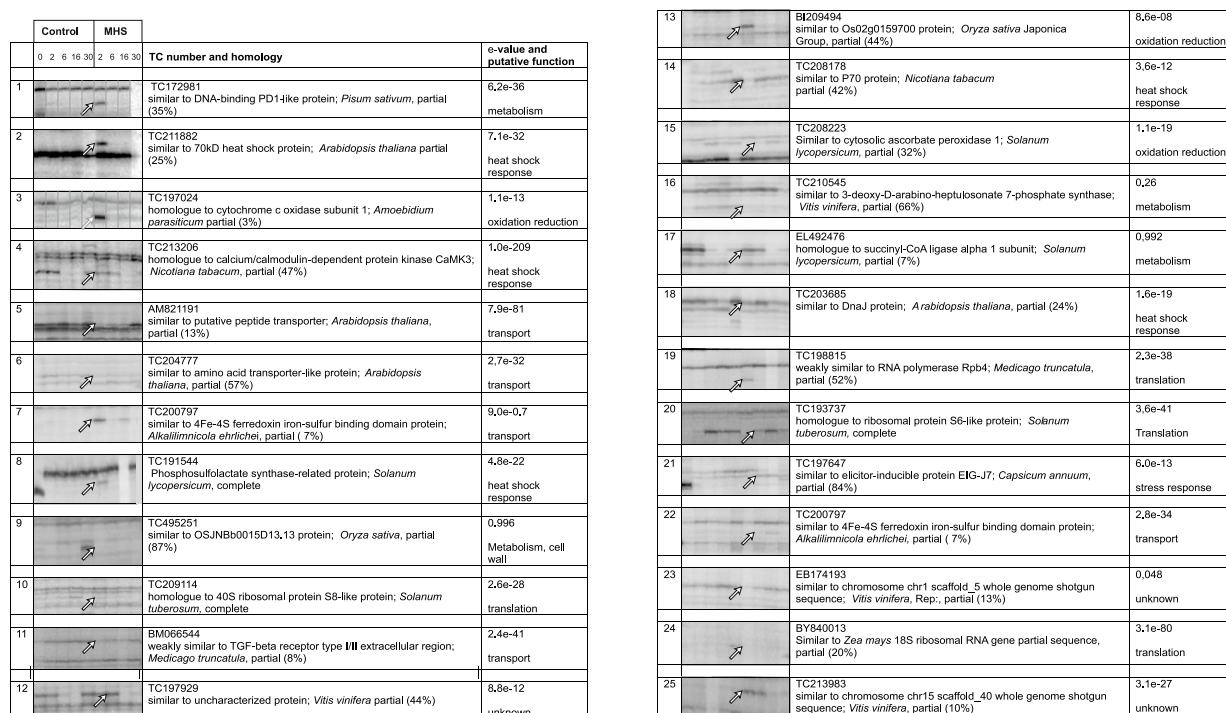 Control MHS
0 2 6 16 30 2 6 16 30 TC number and homology e-value and putative function
1 TC172981 6.2e-36
similar to DNA-binding PD1-like protein; Pisum sativum, partial
(35%) metabolism
2 TC211882 7.1e-32
similar to 70kD heat shock protein; Arabidopsis thaliana partial
(25%) heat shock
response
3 TC197024 1.1e-13
homologue to cytochrome c oxidase subunit 1; Amoebidium
parasiticum partial (3%) oxidation reduction
4 TC213206 1.0e-209
homologue to calcium/calmodulin-dependent protein kinase CaMK3;
Nicotiana tabacum, partial (47%) heat shock
response
5 AM821191 7.9e-81
similar to putative peptide transporter; Arabidopsis thaliana,
partial (13%) transport
6 TC204777 2,7e-32
similar to amino acid transporter-like protein; Arabidopsis
thaliana, partial (57%) transport
7 TC200797 9.0e-0.7
similar to 4Fe-4S ferredoxin iron-sulfur binding domain protein;
Alkalilimnicola ehrlichei, partial ( 7%) transport
8 TC191544 4.8e-22
Phosphosulfolactate synthase-related protein; Solanum
lycopersicum, complete heat shock
response
9 TC495251 0.996
similar to OSJNBb0015D13.13 protein; Oryza sativa, partial
(87%) Metabolism, cell
wall
10 TC209114 2.6e-28
homologue to 40S ribosomal protein S8-like protein; Solanum
tuberosum, complete translation
11 BM066544 2.4e-41
weakly similar to TGF-beta receptor type I/II extracellular region;
Medicago truncatula, partial (8%) transport
12 TC197929 8.8e-12
similar to uncharacterized protein; Vitis vinifera partial (44%)
unknown
13 BI209494 8.6e-08
similar to Os02g0159700 protein; Oryza sativa Japonica
Group, partial (44%) oxidation reduction
14 TC208178 3,6e-12
similar to P70 protein; Nicotiana tabacum
partial (42%) heat shock
response
15 TC208223 1.1e-19
Similar to cytosolic ascorbate peroxidase 1; Solanum
lycopersicum, partial (32%) oxidation reduction
16 TC210545 0.26
similar to 3-deoxy-D-arabino-heptulosonate 7-phosphate synthase;
Vitis vinifera, partial (66%) metabolism
17 EL492476 0,992
homologue to succinyl-CoA ligase alpha 1 subunit; Solanum
lycopersicum, partial (7%) metabolism
18 TC203685 1.6e-19
similar to DnaJ protein; Arabidopsis thaliana, partial (24%)
heat shock
response
19 TC198815 2,3e-38
weakly similar to RNA polymerase Rpb4; Medicago truncatula,
partial (52%) translation
20 TC193737 3,6e-41
homologue to ribosomal protein S6-like protein; Solanum
tuberosum, complete Translation
21 TC197647 6.0e-13
similar to elicitor-inducible protein EIG-J7; Capsicum annuum,
partial (84%) stress response
22 TC200797 2,8e-34
similar to 4Fe-4S ferredoxin iron-sulfur binding domain protein;
Alkalilimnicola ehrlichei, partial ( 7%) transport
23 EB174193 0,048
similar to chromosome chr1 scaffold_5 whole genome shotgun
sequence; Vitis vinifera, Rep:, partial (13%) unknown
24 BY840013 3.1e-80
Similar to Zea mays 18S ribosomal RNA gene partial sequence,
partial (20%) translation
25 TC213983 3.1e-27
similar to chromosome chr15 scaffold_40 whole genome shotgun
sequence; Vitis vinifera, partial (10%) unknown